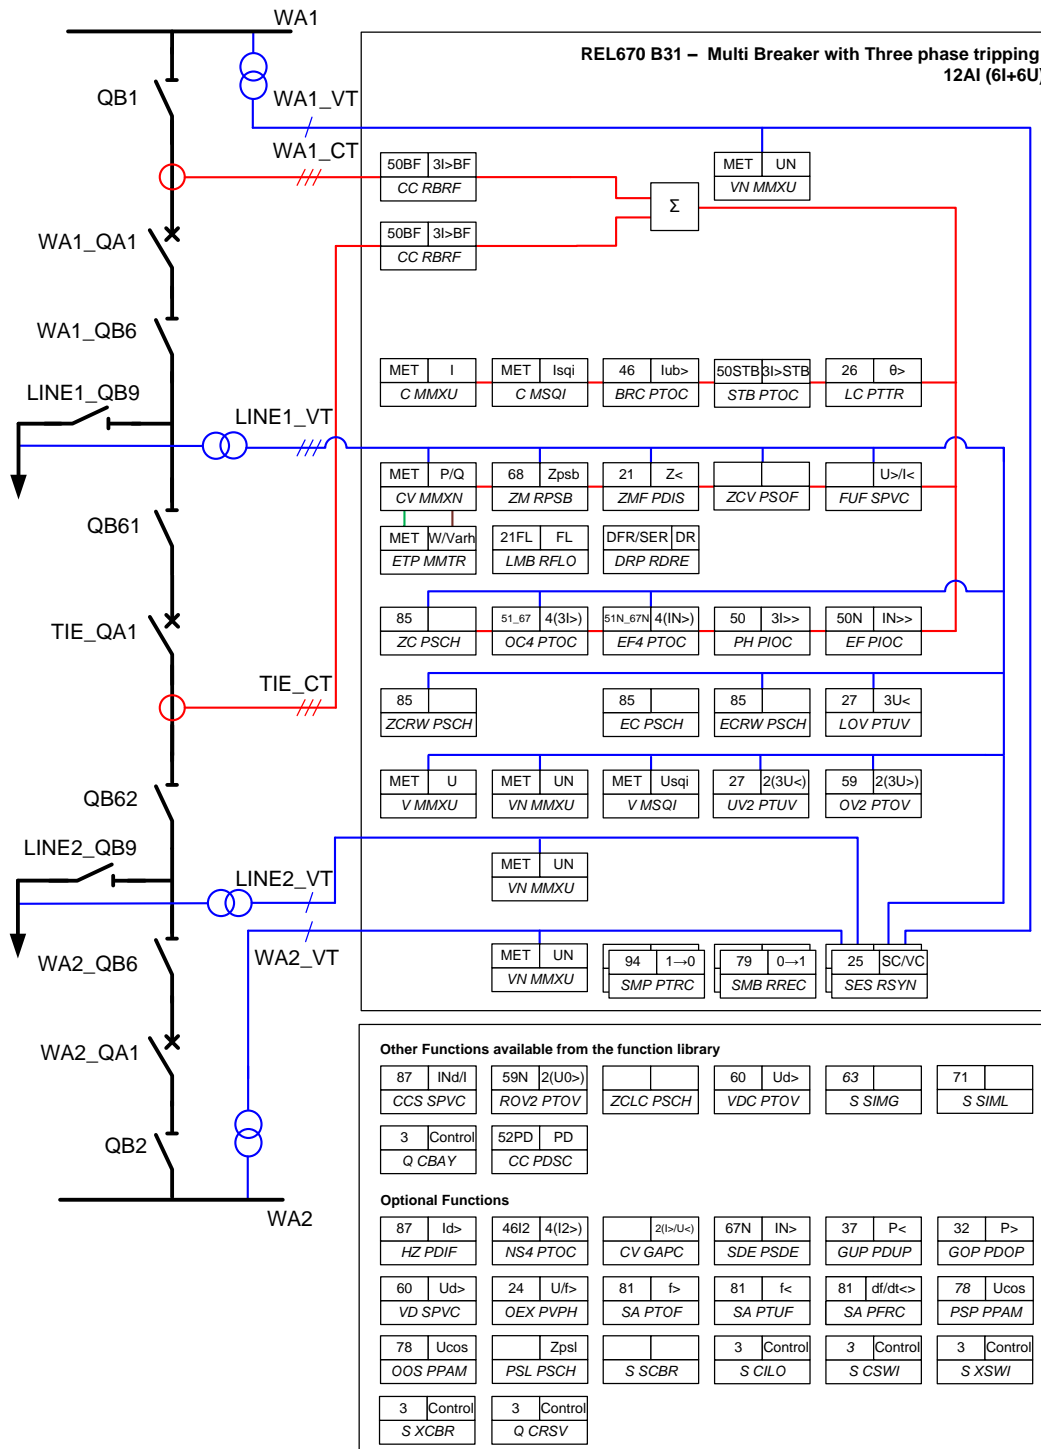 WA1
REL670 B31 – Multi Breaker with Three phase tripping
12AI (6I+6U)
QB1
WA1_VT
WA1_CT
MET UN
VN MMXU
50BF 3I>BF
CC RBRF
Σ
50BF 3I>BF
CC RBRF
WA1_QA1
WA1_QB6
MET I
C MMXU
MET Isqi
C MSQI
46 Iub>
BRC PTOC
50STB 3I>STB
STB PTOC
26 θ>
LC PTTR
LINE1_QB9
LINE1_VT
MET P/Q
CV MMXN
68 Zpsb
ZM RPSB
21 Z<
ZMF PDIS
ZCV PSOF
U>/I<
FUF SPVC
QB61
MET W/Varh
ETP MMTR
21FL FL
LMB RFLO
DFR/SER DR
DRP RDRE
TIE_QA1
85
ZC PSCH
51_67 4(3I>)
OC4 PTOC
51N_67N 4(IN>)
EF4 PTOC
50 3I>>
PH PIOC
50N IN>>
EF PIOC
TIE_CT
85
ZCRW PSCH
85
EC PSCH
85
ECRW PSCH
27 3U<
LOV PTUV
QB62
MET U
V MMXU
MET UN
VN MMXU
MET Usqi
V MSQI
27 2(3U<)
UV2 PTUV
59 2(3U>)
OV2 PTOV
LINE2_QB9
LINE2_VT
MET UN
VN MMXU
WA2_VT
WA2_QB6
MET UN
VN MMXU
94 1→0
SMP PTRC
79 0→1
SMB RREC
25 SC/VC
SES RSYN
WA2_QA1
QB2
WA2
Other Functions available from the function library
87 INd/I
CCS SPVC
59N 2(U0>)
ROV2 PTOV
ZCLC PSCH
60 Ud>
VDC PTOV
63
S SIMG
71
S SIML
3 Control
Q CBAY
52PD PD
CC PDSC
Optional Functions
87 Id>
HZ PDIF
46I2 4(I2>)
NS4 PTOC
2(I>/U<)
CV GAPC
67N IN>
SDE PSDE
37 P<
GUP PDUP
32 P>
GOP PDOP
60 Ud>
VD SPVC
24 U/f>
OEX PVPH
81 f>
SA PTOF
81 f<
SA PTUF
81 df/dt<>
SA PFRC
78 Ucos
PSP PPAM
78 Ucos
OOS PPAM
Zpsl
PSL PSCH
S SCBR
3 Control
S CILO
3 Control
S CSWI
3 Control
S XSWI
3 Control
S XCBR
3 Control
Q CRSV